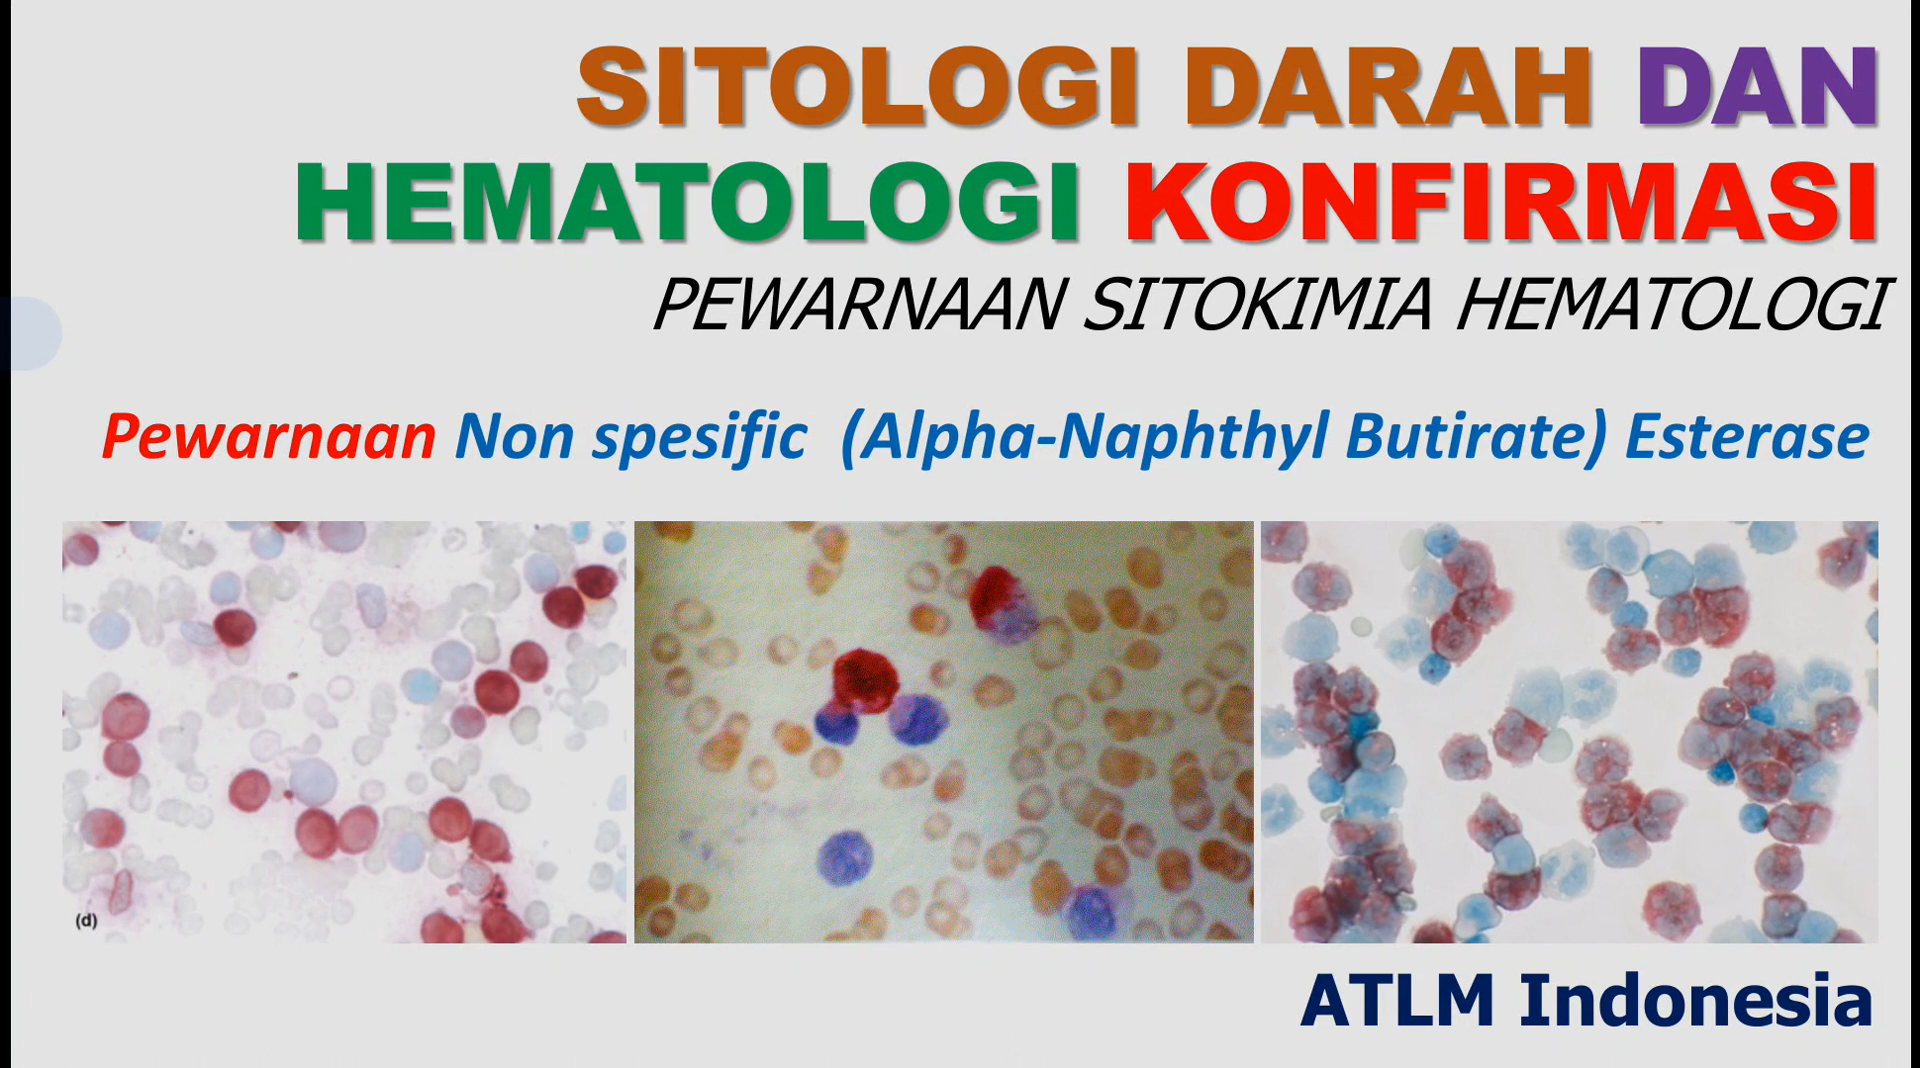 SITOLOGI DARAH DAN
HEMATOLOGI KONFIRMASI
PEWARNAAN SITOKIMIA HEMATOLOGI
Pewarnaan Non spesific (Alpha-Naphthyl Butirate) Esterase
(d)
ATLM Indonesia